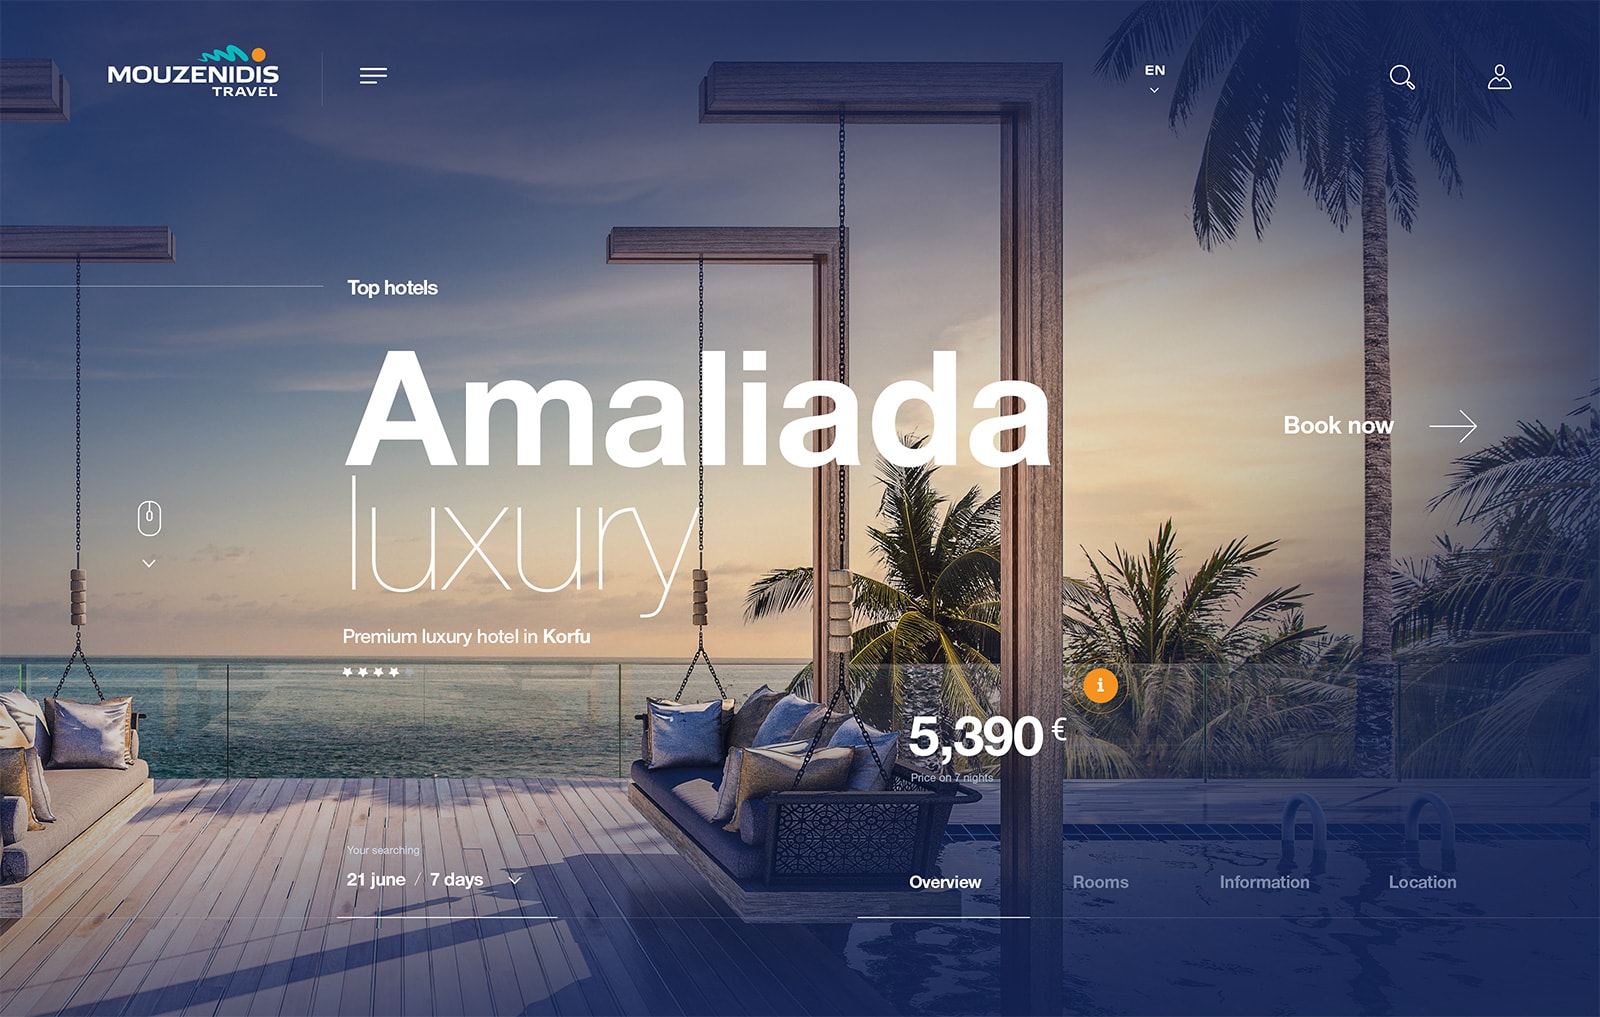 MOUZENIDIS
TRAVEL
EN
Top hotels
Amaliada
luxury
Book now
Premium luxury hotel in Korfu
i
5,390 €
Price on 7 nights
Your searching
21 june / 7 days
Overview
Rooms
Information
Location